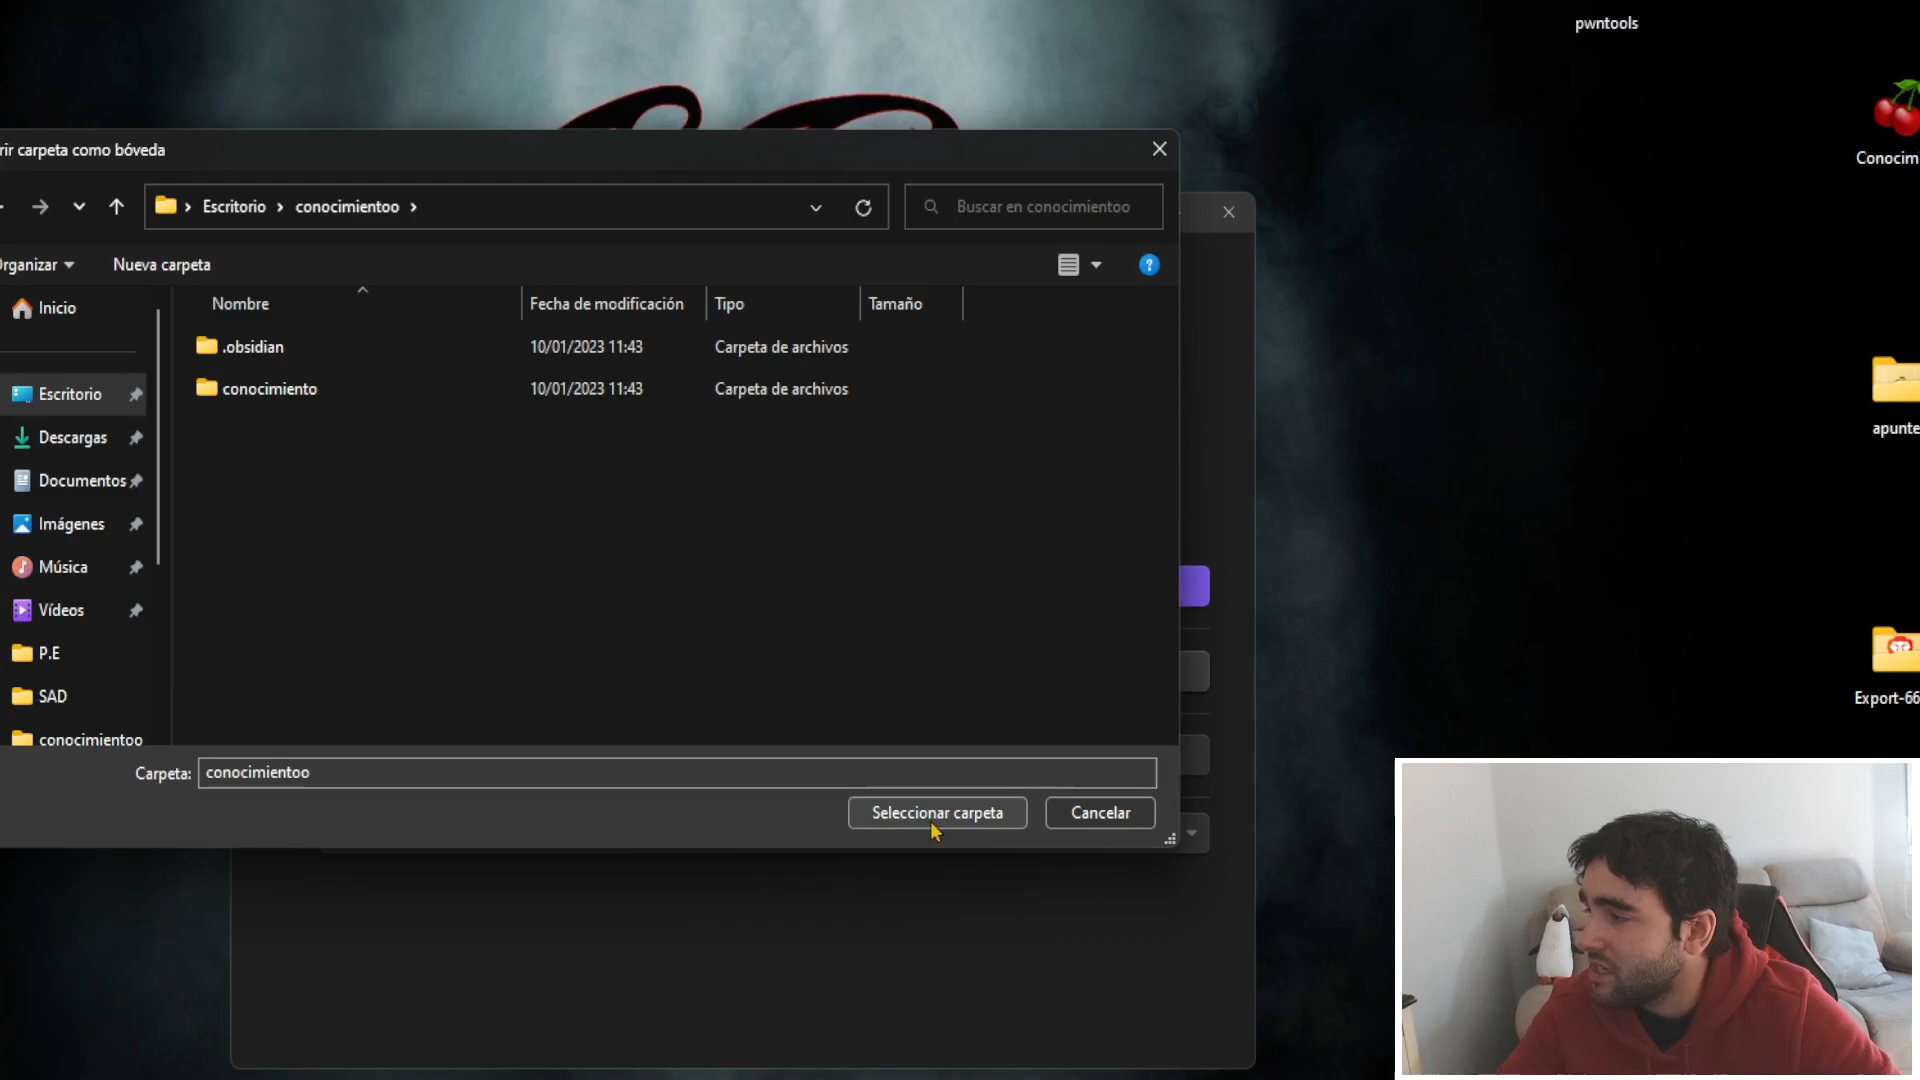 pwntools
Conocim
apunte
Export-66
rir carpeta como bóveda
Escritorio
conocimientoo
Buscar en conocimientoo
Organizar
Nueva carpeta
Nombre
Fecha de modificación
Tipo
Tamaño
.obsidian
10/01/2023 11:43
Carpeta de archivos
conocimiento
10/01/2023 11:43
Carpeta de archivos
Inicio
Escritorio
Descargas
Documentos
Imágenes
Música
Vídeos
P.E
SAD
conocimientoo
Carpeta:
conocimientoo
Seleccionar carpeta
Cancelar